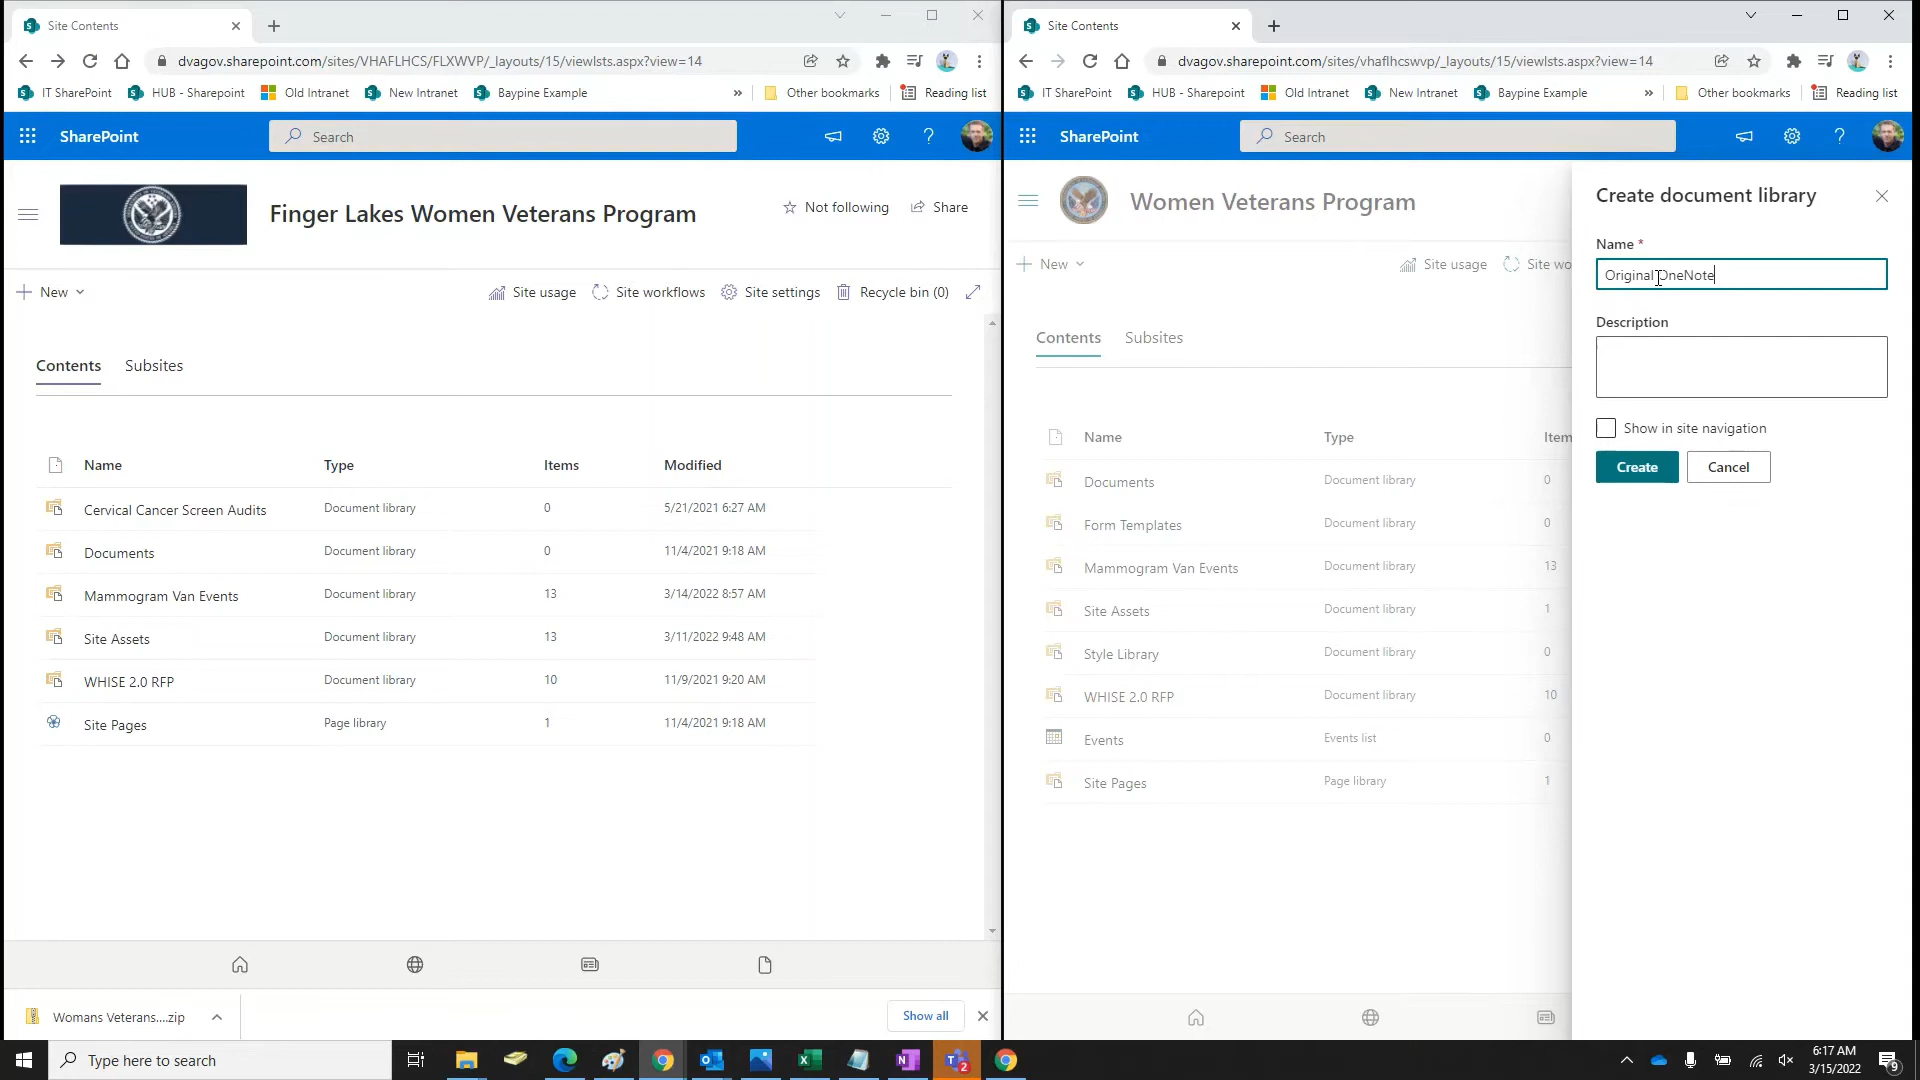 Site Contents
dvagov.sharepoint.com/sites/VHAFLHCS/FLXWVP/_layouts/15/viewlsts.aspx?view=14
IT SharePoint
HUB - Sharepoint
Old Intranet
New Intranet
Baypine Example
»
Other bookmarks
Reading list
SharePoint
Search
?
Finger Lakes Women Veterans Program
Not following
Share
New
Site usage
Site workflows
Site settings
Recycle bin (0)
Contents
Subsites
Name Type Items Modified
Cervical Cancer Screen Audits Document library 0 5/21/2021 6:27 AM
Documents Document library 0 11/4/2021 9:18 AM
Mammogram Van Events Document library 13 3/14/2022 8:57 AM
Site Assets Document library 13 3/11/2022 9:48 AM
WHISE 2.0 RFP Document library 10 11/9/2021 9:20 AM
Site Pages Page library 1 11/4/2021 9:18 AM
Womans Veterans....zip
Show all
Site Contents
dvagov.sharepoint.com/sites/vhaflhcswvp/_layouts/15/viewlsts.aspx?view=14
IT SharePoint
HUB - Sharepoint
Old Intranet
New Intranet
Baypine Example
»
Other bookmarks
Reading list
SharePoint
Search
?
Women Veterans Program
New
Site usage
Site wo
Contents
Subsites
Name Type Item
Documents Document library 0
Form Templates Document library 0
Mammogram Van Events Document library 13
Site Assets Document library 1
Style Library Document library 0
WHISE 2.0 RFP Document library 10
Events Events list 0
Site Pages Page library 1
Create document library
Name *
Original OneNote
Description
Show in site navigation
Create
Cancel
Type here to search
2
6:17 AM
3/15/2022
9